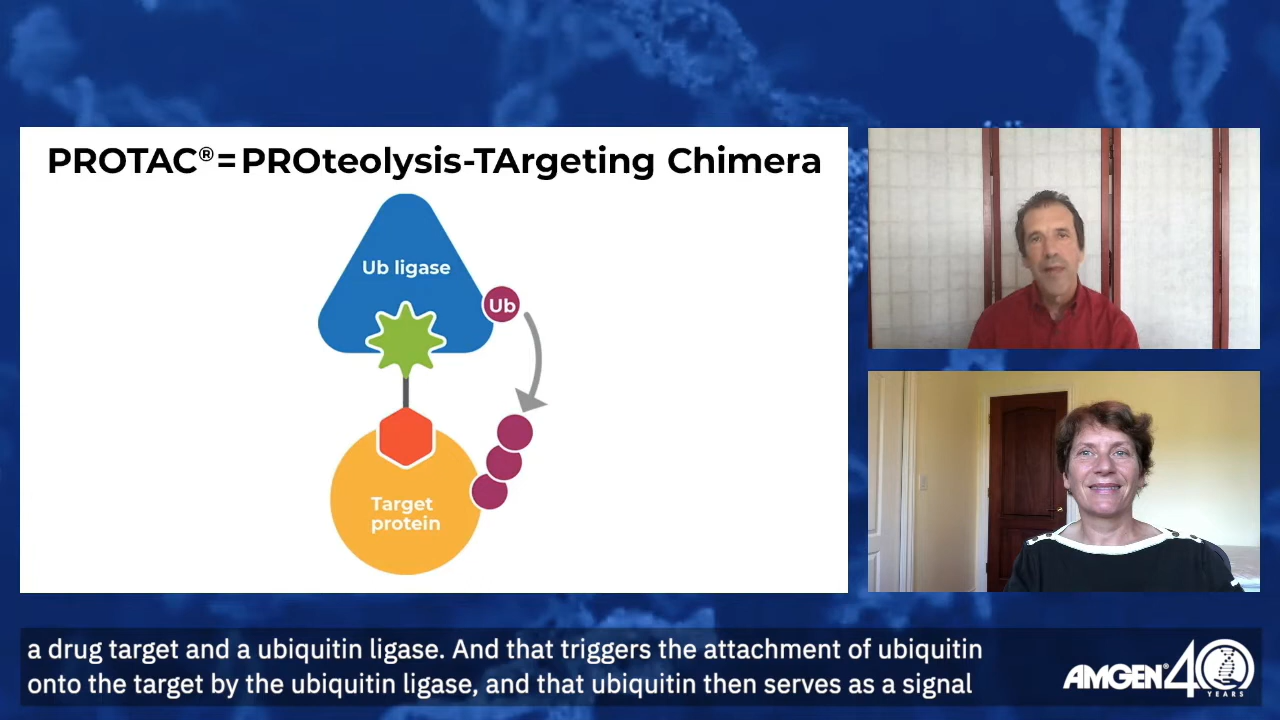 PROTAC®=PROteolysis-TArgeting Chimera
Ub ligase
Ub
Target
protein
a drug target and a ubiquitin ligase. And that triggers the attachment of ubiquitin
onto the target by the ubiquitin ligase, and that ubiquitin then serves as a signal
AMGEN® 40
YEARS